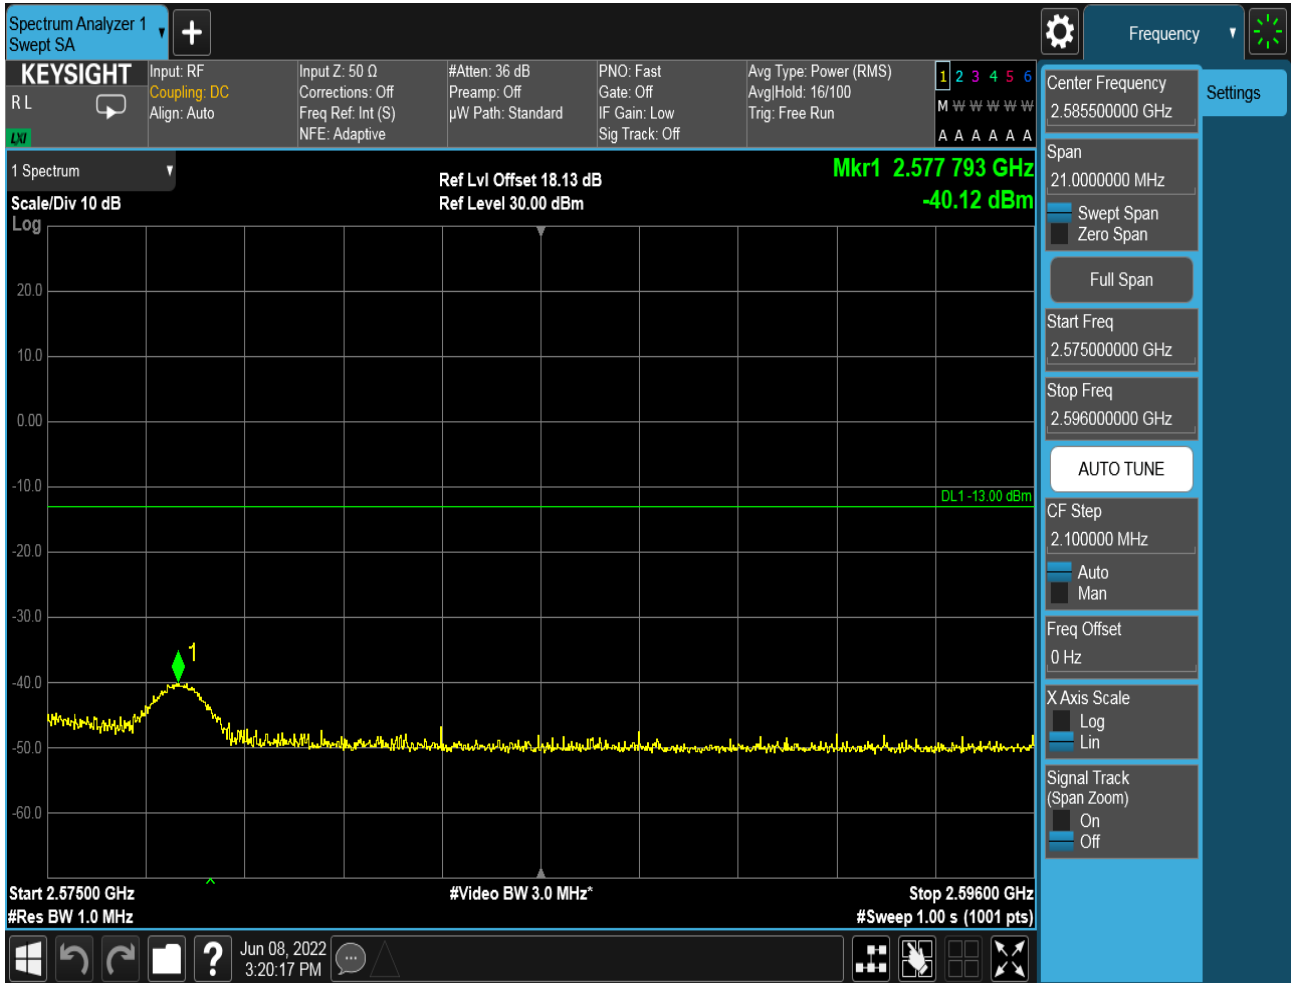 Spectrum Analyzer 1
Swept SA
Frequency
KEYSIGHT
R L
LXI
Input: RF
Coupling: DC
Align: Auto
Input Z: 50 Ω
Corrections: Off
Freq Ref: Int (S)
NFE: Adaptive
#Atten: 36 dB
Preamp: Off
µW Path: Standard
PNO: Fast
Gate: Off
IF Gain: Low
Sig Track: Off
Avg Type: Power (RMS)
Avg|Hold: 16/100
Trig: Free Run
1 2 3 4 5 6
M W W W W W
A A A A A A
1 Spectrum
Scale/Div 10 dB
Log
Ref Lvl Offset 18.13 dB
Ref Level 30.00 dBm
Mkr1 2.577 793 GHz
-40.12 dBm
20.0
10.0
0.00
-10.0
DL1 -13.00 dBm
-20.0
-30.0
1
-40.0
-50.0
-60.0
Start 2.57500 GHz
#Res BW 1.0 MHz
#Video BW 3.0 MHz*
Stop 2.59600 GHz
#Sweep 1.00 s (1001 pts)
Center Frequency
2.585500000 GHz
Settings
Span
21.0000000 MHz
Swept Span
Zero Span
Full Span
Start Freq
2.575000000 GHz
Stop Freq
2.596000000 GHz
AUTO TUNE
CF Step
2.100000 MHz
Auto
Man
Freq Offset
0 Hz
X Axis Scale
Log
Lin
Signal Track
(Span Zoom)
On
Off
?
Jun 08, 2022
3:20:17 PM